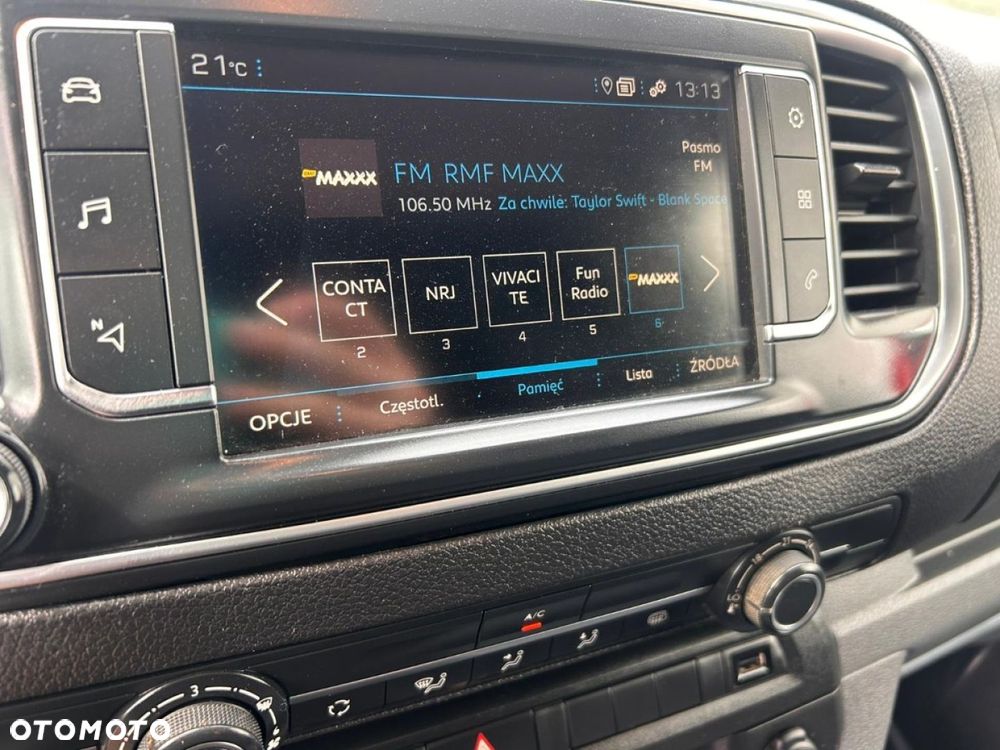 21°C
13:13
Pasmo
FM
MAXXX
FM RMF MAXX
106.50 MHz Za chwilę: Taylor Swift - Blank Space
CONTA
CT
NRJ
VIVACI
TE
Fun
Radio
MAXXX
2
3
4
5
6
OPCJE
Częstotl.
Pamięć
Lista
ŹRÓDŁA
N
A/C
3
OTOMOTO